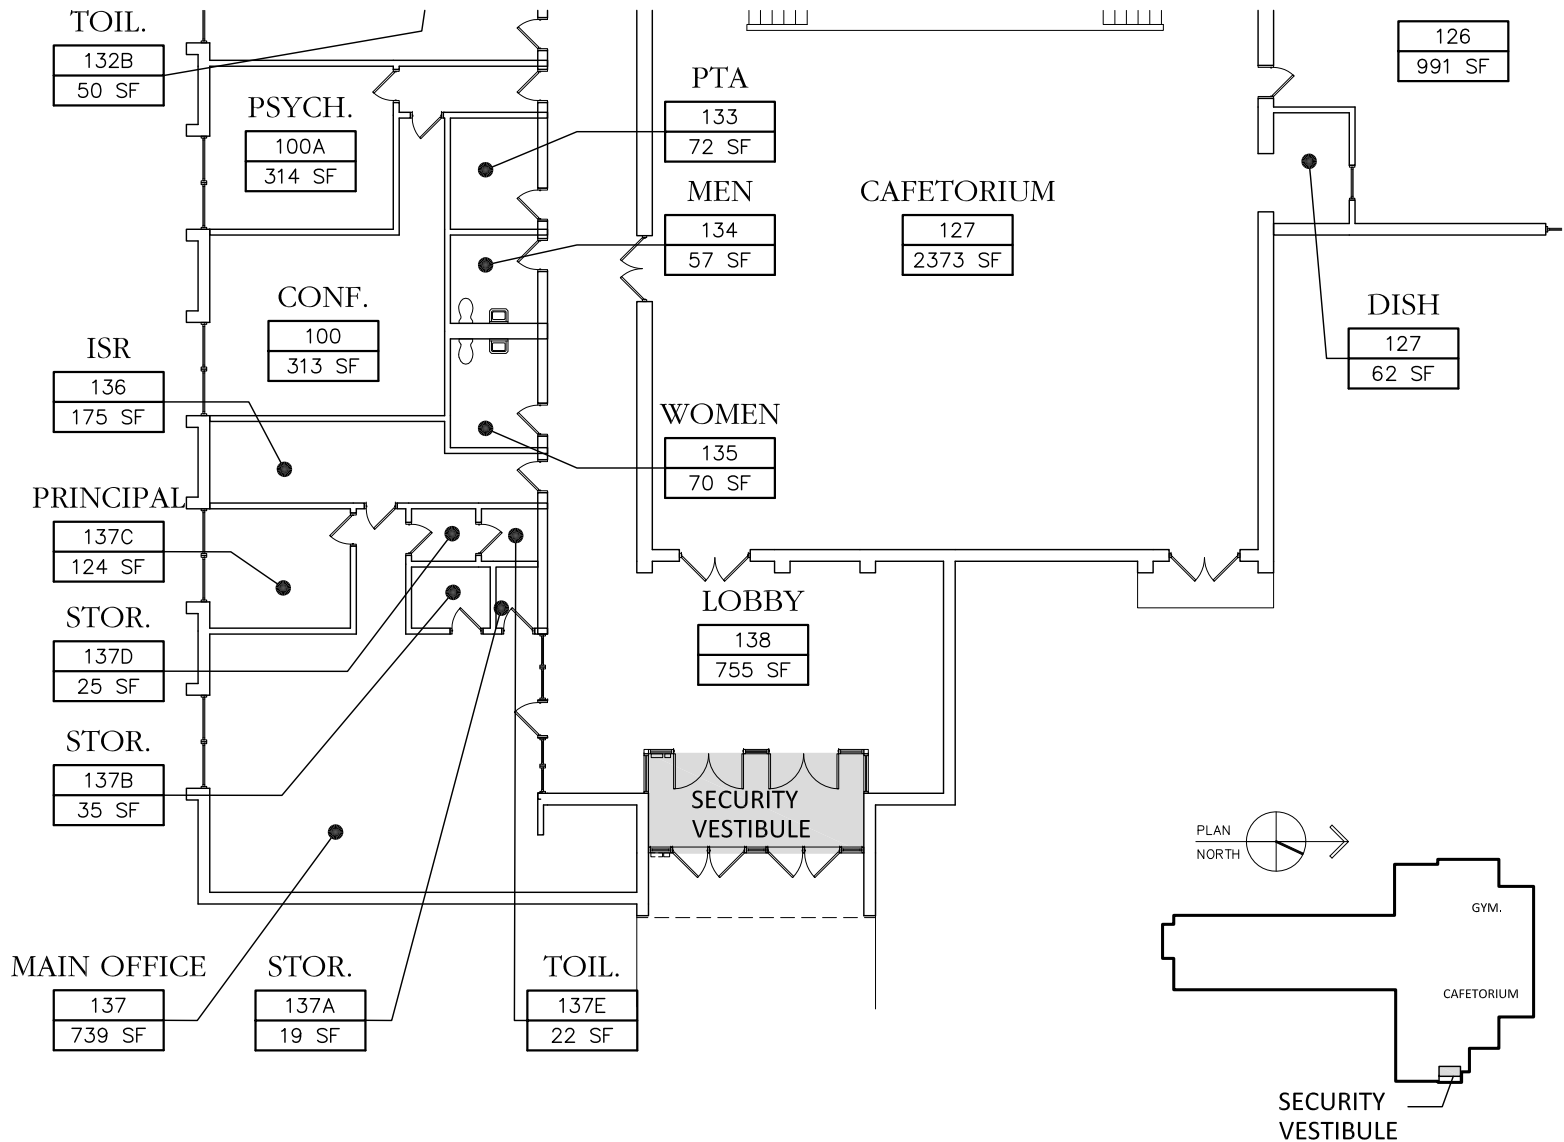 TOIL.
132B
50 SF
126
991 SF
PSYCH.
100A
314 SF
PTA
133
72 SF
MEN
134
57 SF
CAFETORIUM
127
2373 SF
CONF.
100
313 SF
DISH
127
62 SF
ISR
136
175 SF
WOMEN
135
70 SF
PRINCIPAL
137C
124 SF
STOR.
137D
25 SF
LOBBY
138
755 SF
STOR.
137B
35 SF
SECURITY
VESTIBULE
PLAN
NORTH
GYM.
CAFETORIUM
MAIN OFFICE
137
739 SF
STOR.
137A
19 SF
TOIL.
137E
22 SF
SECURITY
VESTIBULE